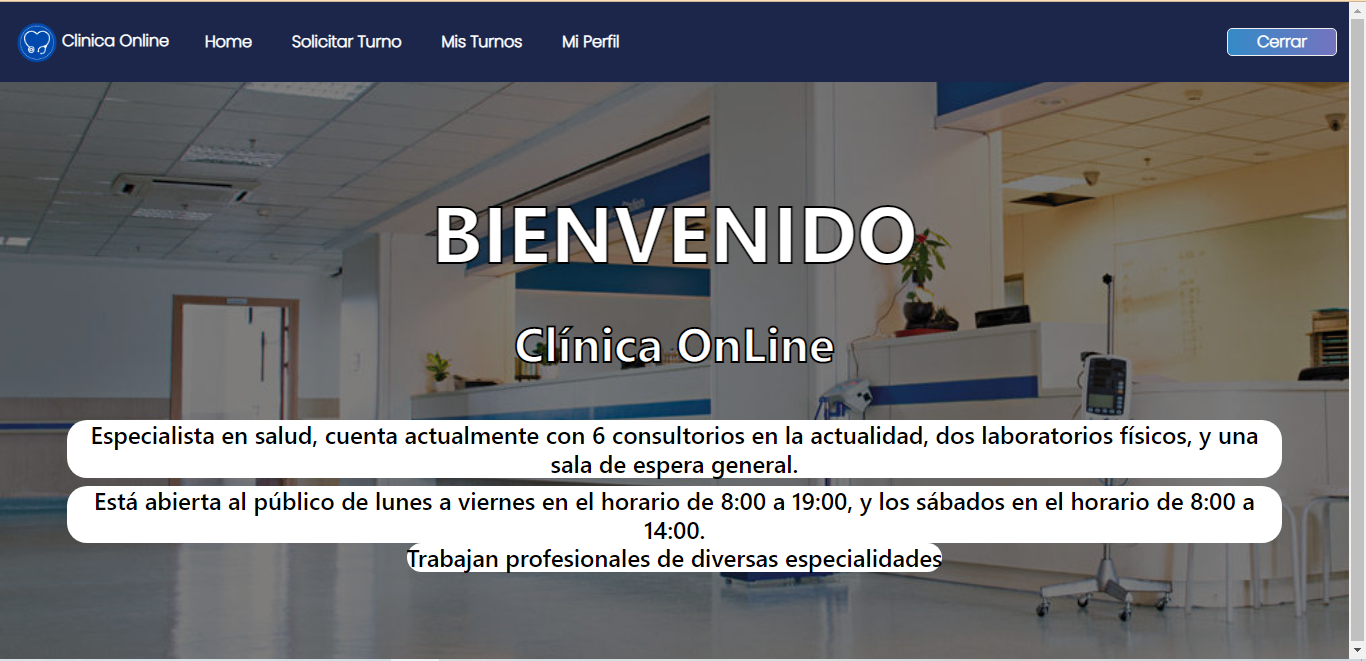 Clinica Online Home Solicitar Turno Mis Turnos Mi Perfil Cerrar
BIENVENIDO
Clínica OnLine
Especialista en salud, cuenta actualmente con 6 consultorios en la actualidad, dos laboratorios físicos, y una
sala de espera general.
Está abierta al público de lunes a viernes en el horario de 8:00 a 19:00, y los sábados en el horario de 8:00 a
14:00.
Trabajan profesionales de diversas especialidades